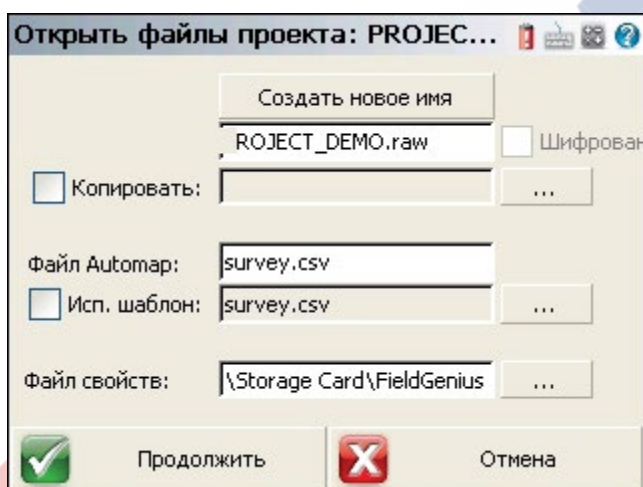 Открыть файлы проекта: PROJEC...
Создать новое имя
ROJECT_DEMO.raw Шифрован
Копировать: ...
Файл Automap: survey.csv
Исп. шаблон: survey.csv ...
Файл свойств: \Storage Card\FieldGenius ...
Продолжить Отмена